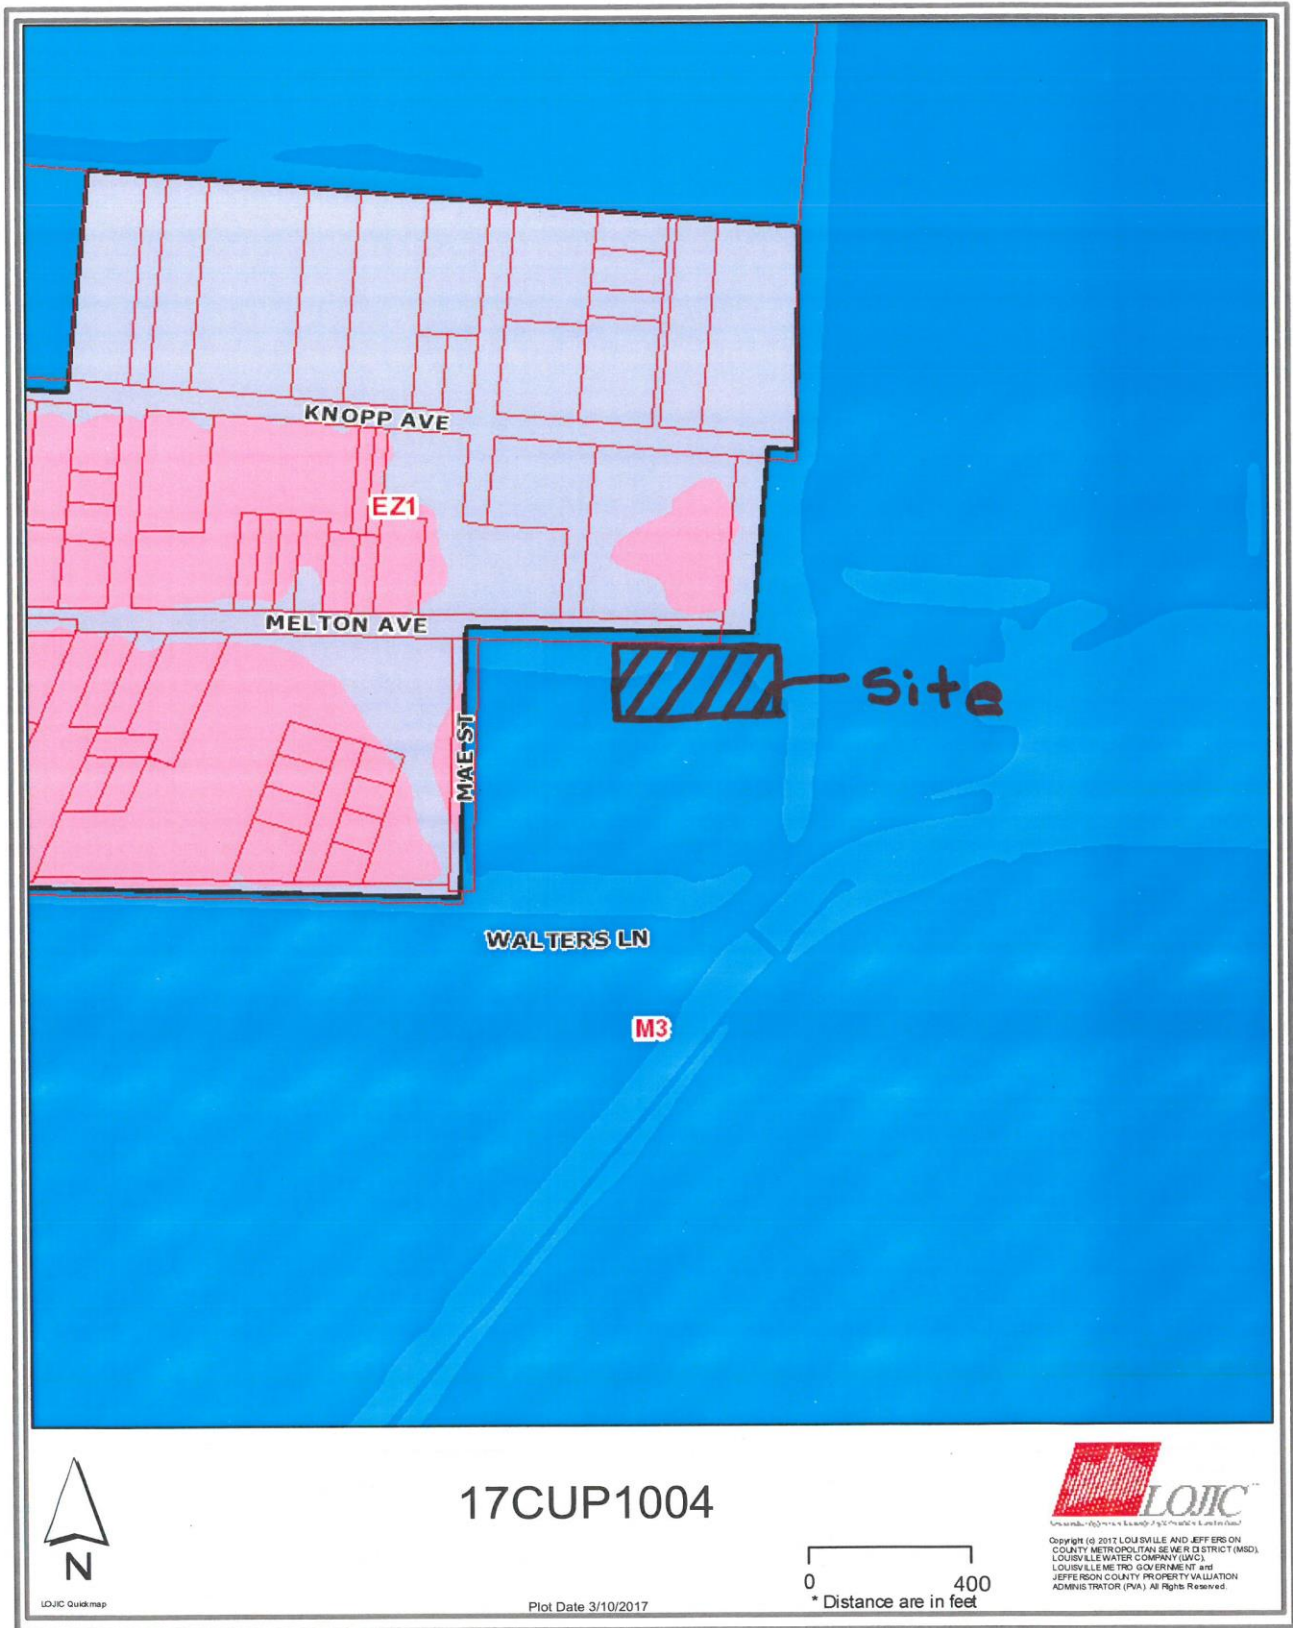 KNOPP AVE
EZ1
MELTON AVE
Site
MAE ST
WALTERS LN
M3
N
LOJIC Quickmap
17CUP1004
Plot Date 3/10/2017
0 400
* Distance are in feet
LOJIC
Copyright (c) 2017, LOUISVILLE AND JEFFERSON
COUNTY METROPOLITAN SEWER DISTRICT (MSD),
LOUISVILLE WATER COMPANY (LWC),
LOUISVILLE METRO GOVERNMENT and
JEFFERSON COUNTY PROPERTY VALUATION
ADMINISTRATOR (PVA). All Rights Reserved.